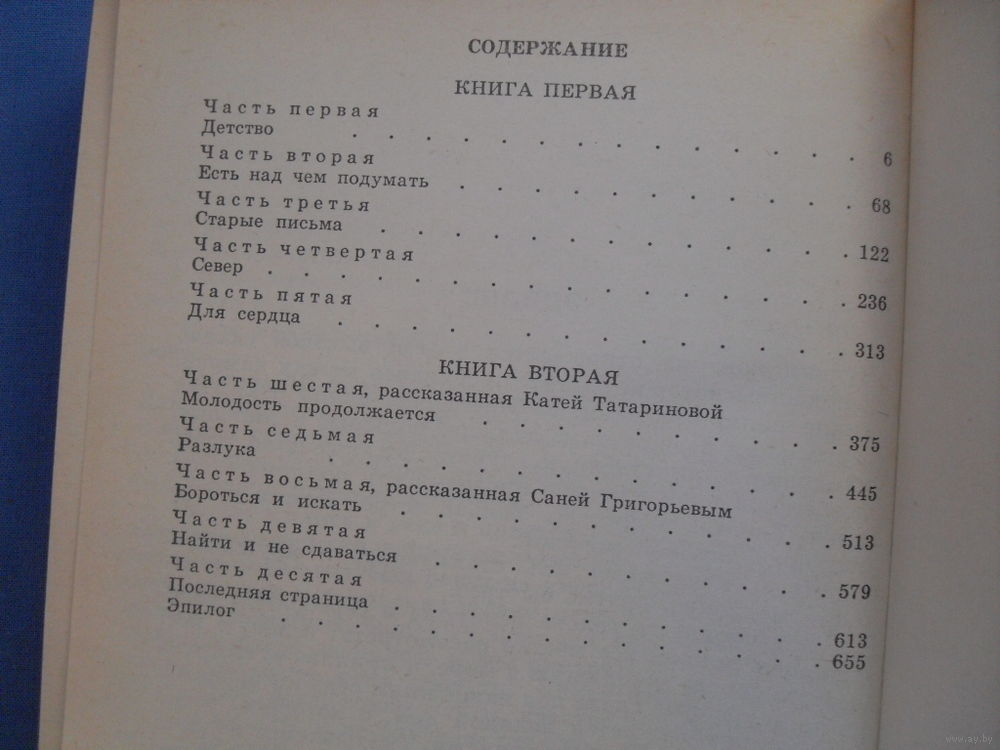 СОДЕРЖАНИЕ
КНИГА ПЕРВАЯ
Часть первая
Детство . . . . . . . . . . . . . . 6
Часть вторая
Есть над чем подумать . . . . . . . . . . . 68
Часть третья
Старые письма . . . . . . . . . . . . . 122
Часть четвертая
Север . . . . . . . . . . . . . . . . 236
Часть пятая
Для сердца . . . . . . . . . . . . . . 313
КНИГА ВТОРАЯ
Часть шестая, рассказанная Катей Татариновой
Молодость продолжается . . . . . . . . . . 375
Часть седьмая
Разлука . . . . . . . . . . . . . . 445
Часть восьмая, рассказанная Саней Григорьевым
Бороться и искать . . . . . . . . . . . . 513
Часть девятая
Найти и не сдаваться . . . . . . . . . . . 579
Часть десятая
Последняя страница . . . . . . . . . . . . 613
Эпилог . . . . . . . . . . . . . . . 655
www.ay.by